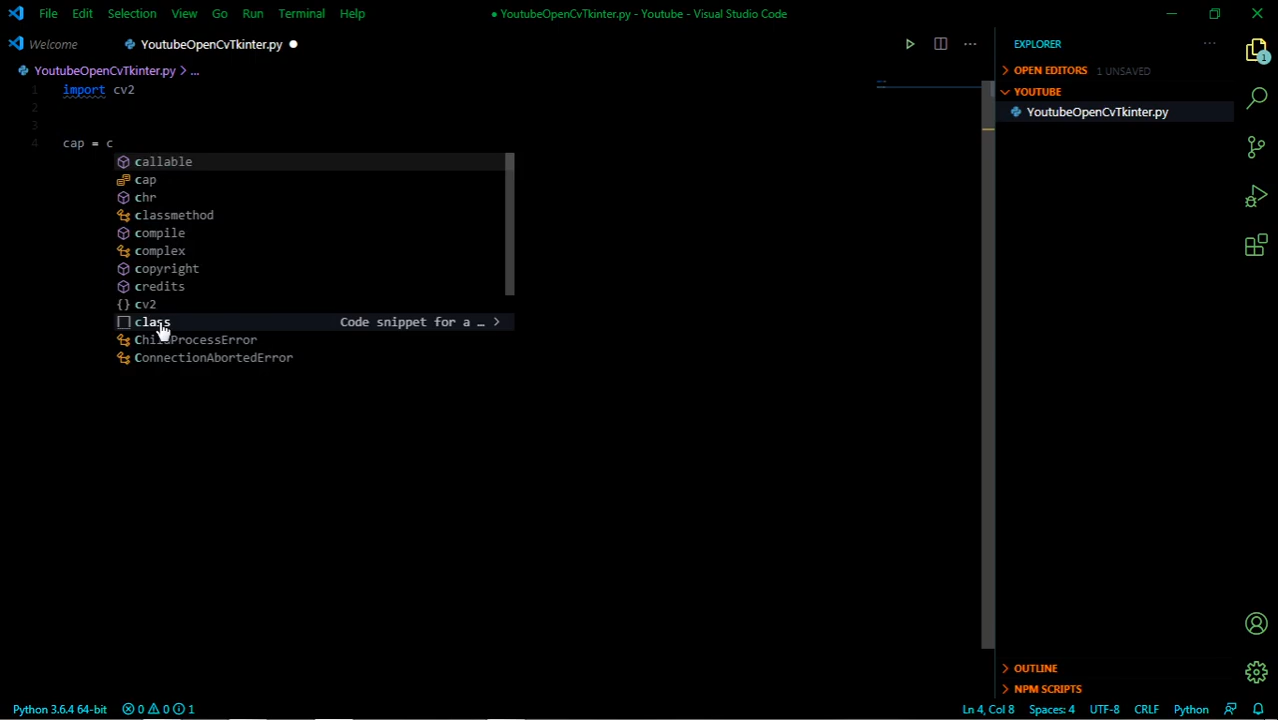 File Edit Selection View Go Run Terminal Help
● YoutubeOpenCvTkinter.py - Youtube - Visual Studio Code
Welcome YoutubeOpenCvTkinter.py
YoutubeOpenCvTkinter.py > ...
1 import cv2
2
3
4 cap = c
callable
cap
chr
classmethod
compile
complex
copyright
credits
{} cv2
class Code snippet for a … >
ChildProcessError
ConnectionAbortedError
EXPLORER
OPEN EDITORS 1 UNSAVED
YOUTUBE
YoutubeOpenCvTkinter.py
1
OUTLINE
NPM SCRIPTS
Python 3.6.4 64-bit 0 0 1 Ln 4, Col 8 Spaces: 4 UTF-8 CRLF Python